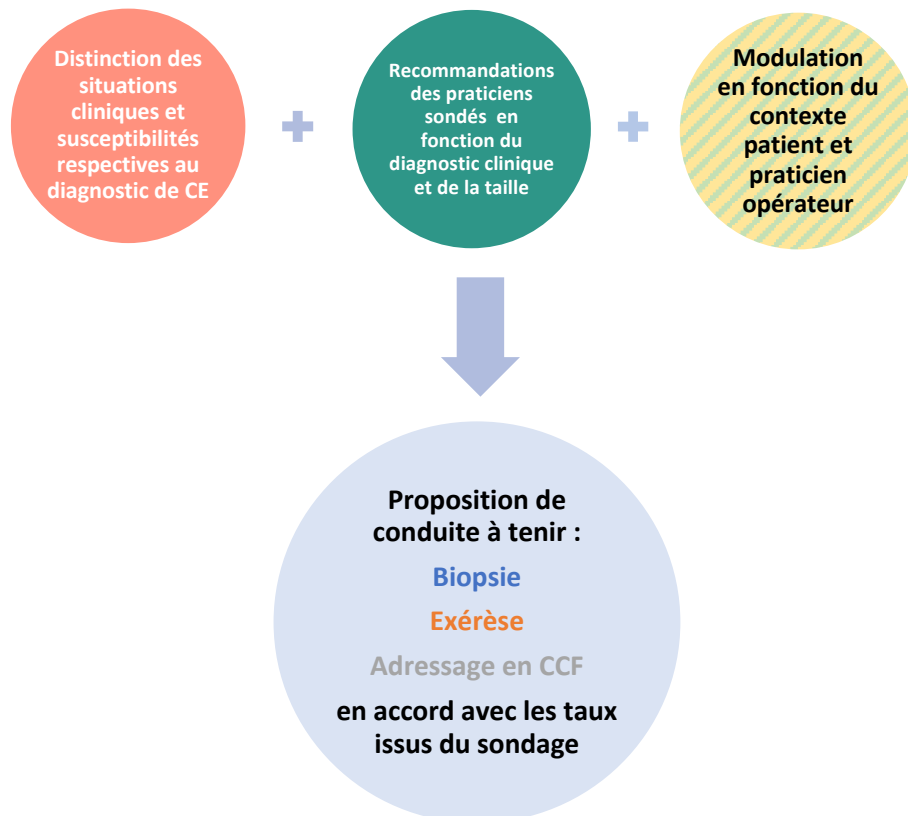 Distinction des
situations
cliniques et
susceptibilités
respectives au
diagnostic de CE
Recommandations
des praticiens
sondés en
fonction du
diagnostic clinique
et de la taille
Modulation
en fonction du
contexte
patient et
praticien
opérateur
Proposition de
conduite à tenir :
Biopsie
Exérèse
Adressage en CCF
en accord avec les taux
issus du sondage